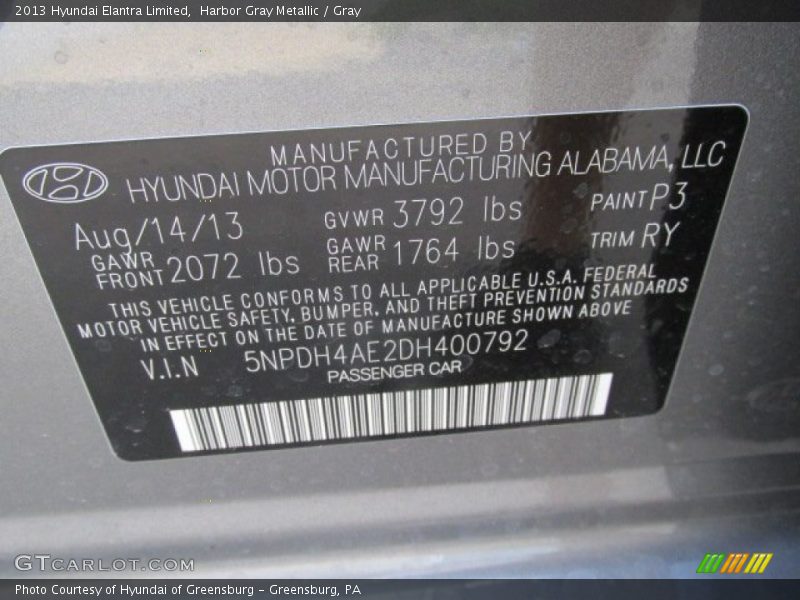 2013 Hyundai Elantra Limited, Harbor Gray Metallic / Gray
MANUFACTURED BY
HYUNDAI MOTOR MANUFACTURING ALABAMA, LLC
Aug/14/13 GVWR 3792 lbs PAINT P3
GAWR FRONT 2072 lbs GAWR REAR 1764 lbs TRIM RY
THIS VEHICLE CONFORMS TO ALL APPLICABLE U.S.A. FEDERAL
MOTOR VEHICLE SAFETY, BUMPER, AND THEFT PREVENTION STANDARDS
IN EFFECT ON THE DATE OF MANUFACTURE SHOWN ABOVE
V.I.N 5NPDH4AE2DH400792
PASSENGER CAR
GTCARLOT.COM
Photo Courtesy of Hyundai of Greensburg – Greensburg, PA